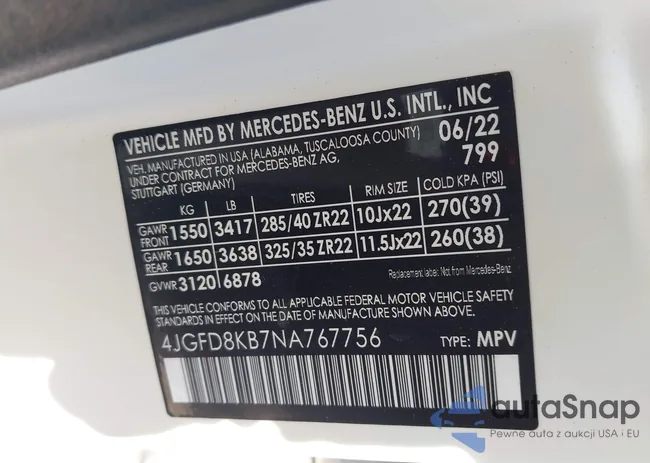 VEHICLE MFD BY MERCEDES-BENZ U.S. INTL., INC
VEH. MANUFACTURED IN USA (ALABAMA, TUSCALOOSA COUNTY) 06/22
UNDER CONTRACT FOR MERCEDES-BENZ AG, 799
STUTTGART (GERMANY)
KG LB TIRES RIM SIZE COLD KPA (PSI)
GAWR FRONT 1550 3417 285/40 ZR22 10Jx22 270(39)
GAWR REAR 1650 3638 325/35 ZR22 11.5Jx22 260(38)
GVWR 3120 6878 Replacement label: Not from Mercedes-Benz
THIS VEHICLE CONFORMS TO ALL APPLICABLE FEDERAL MOTOR VEHICLE SAFETY
STANDARDS IN EFFECT ON THE DATE OF MANUFACTURE SHOWN ABOVE.
4JGFD8KB7NA767756 TYPE: MPV
autaSnap
Pewne auta z aukcji USA i EU